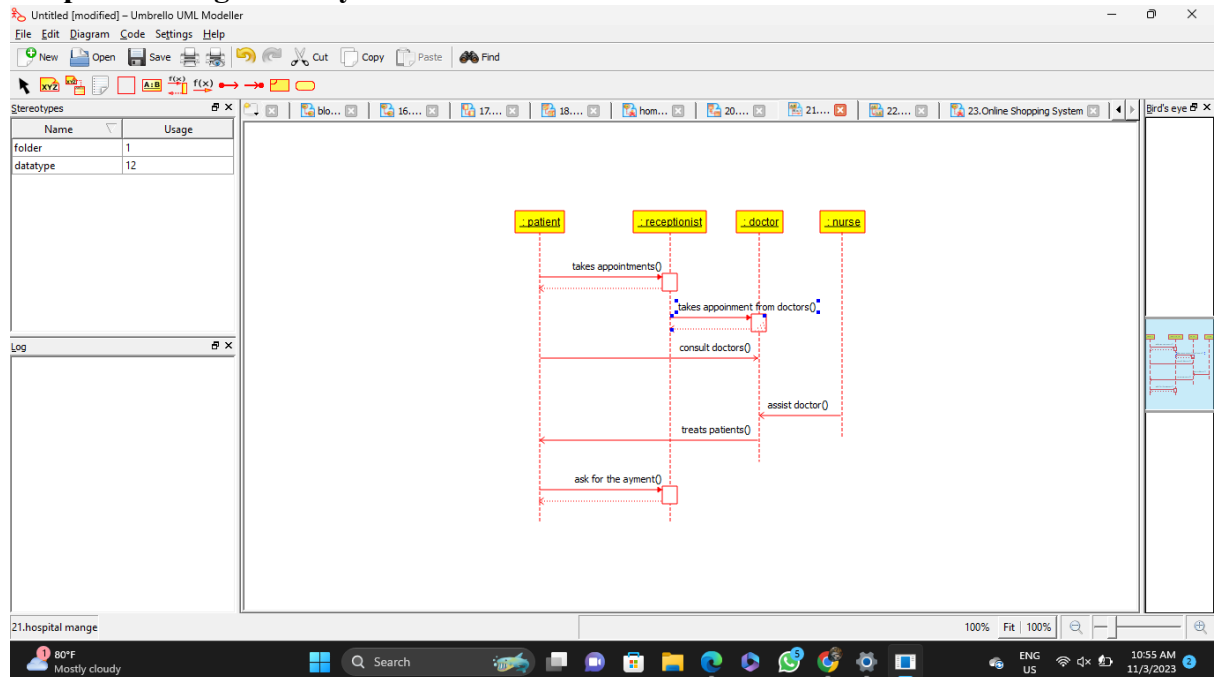 Untitled [modified] – Umbrello UML Modeller
File Edit Diagram Code Settings Help
New Open Save Cut Copy Paste Find
Stereotypes
Name Usage
folder 1
datatype 12
Log
blo... 16.... 17.... 18.... hom... 20.... 21.... 22.... 23.Online Shopping System
Bird's eye
: patient : receptionist : doctor : nurse
takes appointments()
takes appoinment from doctors()
consult doctors()
assist doctor()
treats patients()
ask for the ayment()
21.hospital mange
100% Fit 100%
80°F
Mostly cloudy
Search
ENG
US
10:55 AM
11/3/2023